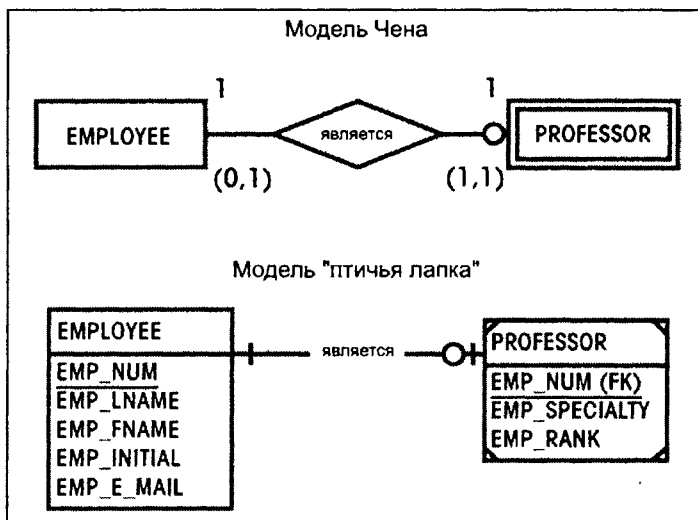 Модель Чена
1
1
EMPLOYEE
является
PROFESSOR
(0,1)
(1,1)
Модель "птичья лапка"
EMPLOYEE
EMP_NUM
EMP_LNAME
EMP_FNAME
EMP_INITIAL
EMP_E_MAIL
является
PROFESSOR
EMP_NUM (FK)
EMP_SPECIALTY
EMP_RANK